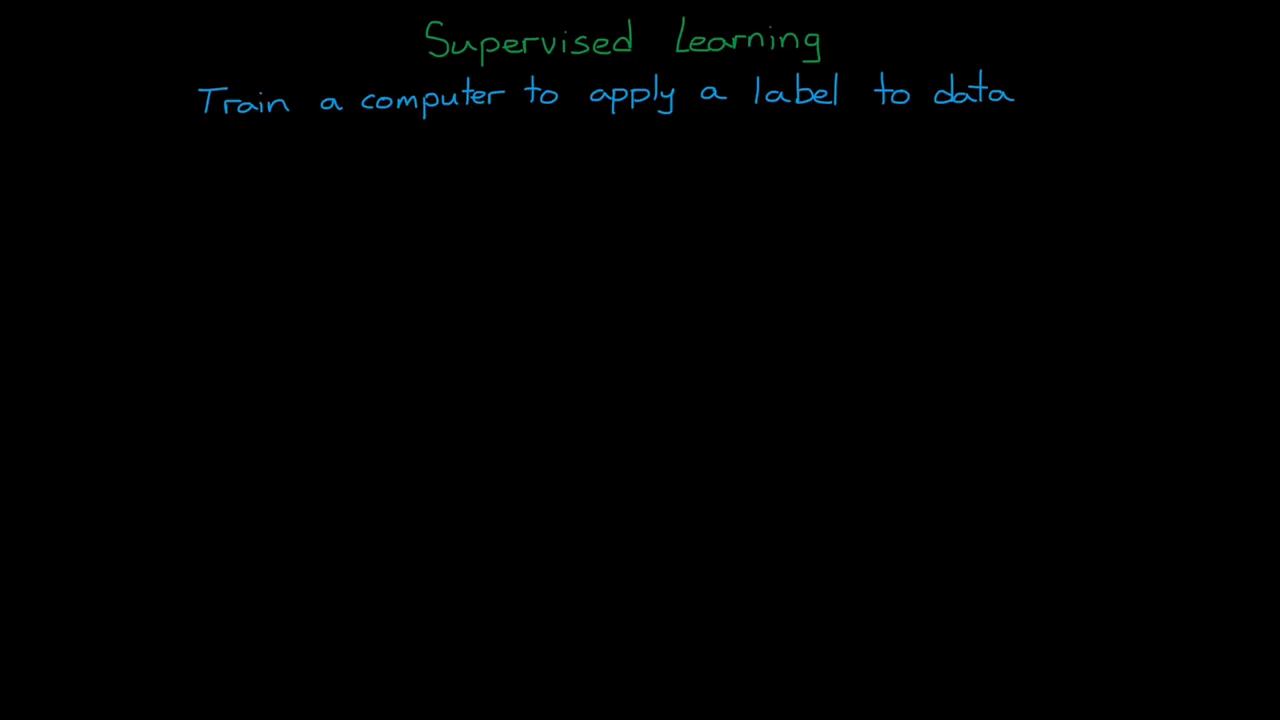 Supervised Learning
Train a computer to apply a label to data